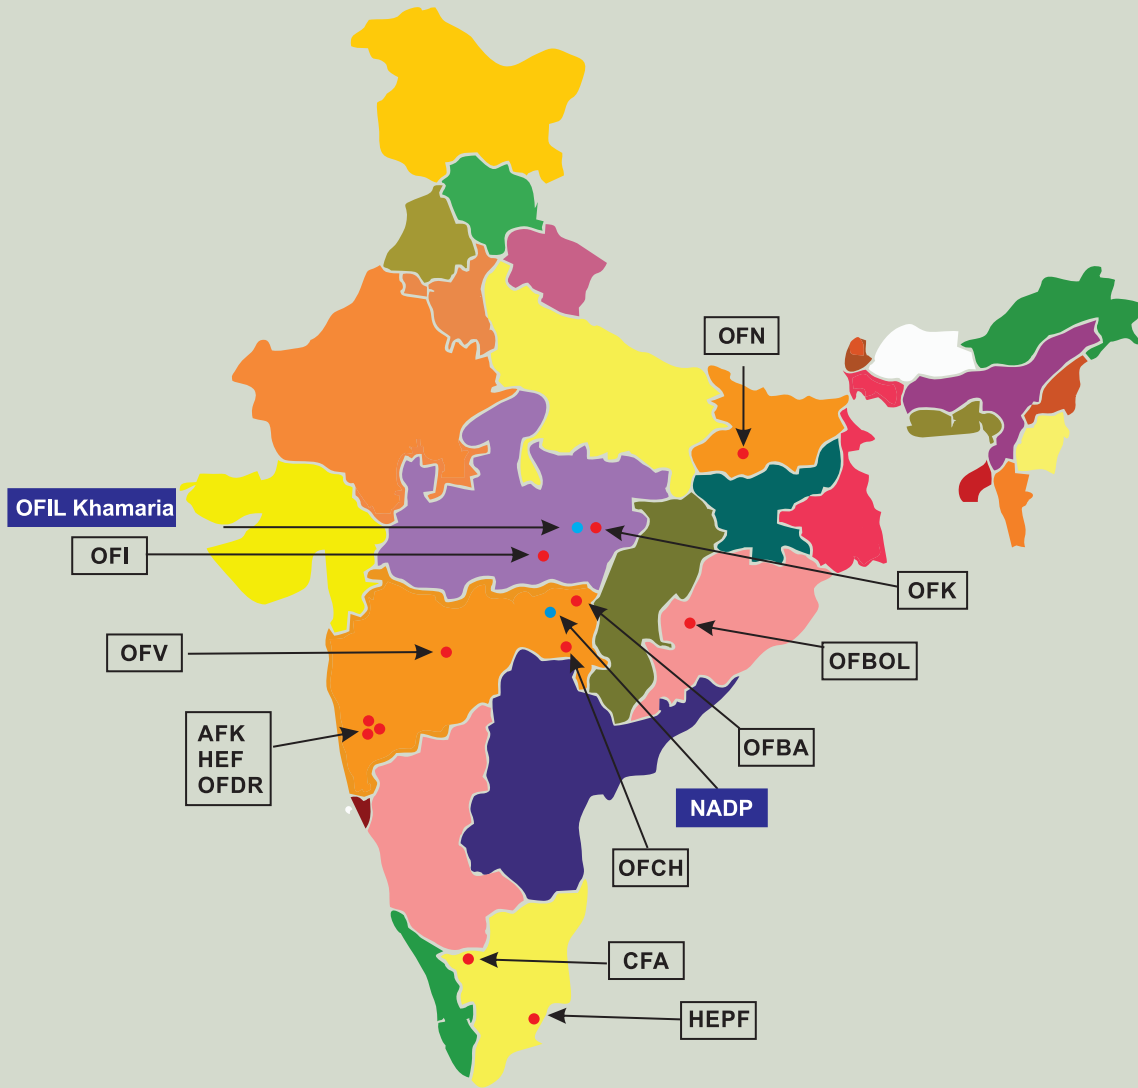 OFN
OFIL Khamaria
OFI
OFK
OFV
OFBOL
AFK
HEF
OFDR
OFBA
NADP
OFCH
CFA
HEPF